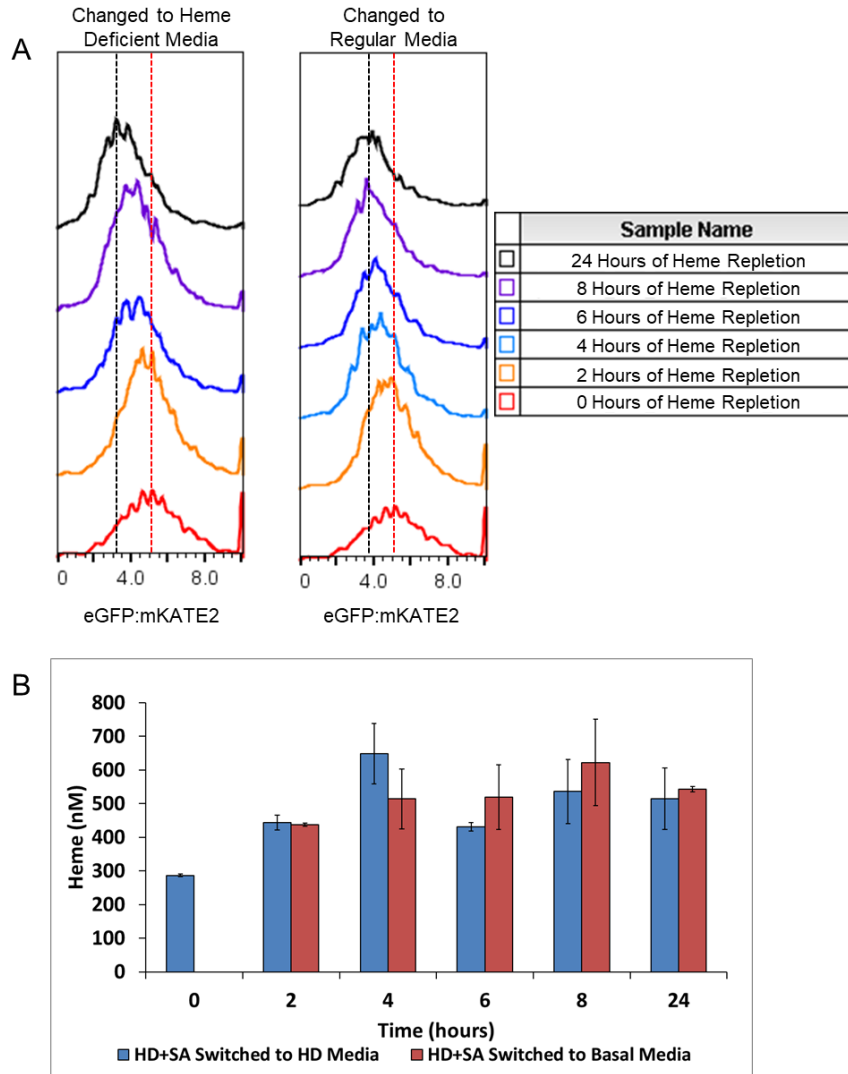 Changed to Heme
Deficient Media
Changed to
Regular Media
A
Sample Name
24 Hours of Heme Repletion
8 Hours of Heme Repletion
6 Hours of Heme Repletion
4 Hours of Heme Repletion
2 Hours of Heme Repletion
0 Hours of Heme Repletion
0 4.0 8.0
0 4.0 8.0
eGFP:mKATE2
eGFP:mKATE2
B
Heme (nM)
800
700
600
500
400
300
200
100
0
0 2 4 6 8 24
Time (hours)
HD+SA Switched to HD Media
HD+SA Switched to Basal Media